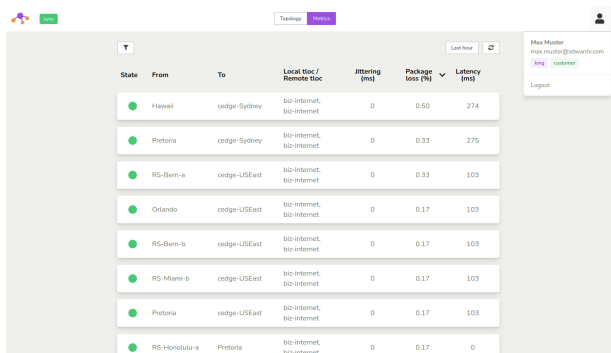 sync
Topology Metrics
Last hour
Max Muster
max.muster@sdwantv.com
king customer
Logout
State From To Local tloc / Remote tloc Jittering (ms) Package loss (%) Latency (ms)
Hawaii cedge-Sydney biz-internet, biz-internet 0 0.50 274
Pretoria cedge-Sydney biz-internet, biz-internet 0 0.33 275
RS-Bern-a cedge-USEast biz-internet, biz-internet 0 0.33 103
Orlando cedge-USEast biz-internet, biz-internet 0 0.17 103
RS-Bern-b cedge-USEast biz-internet, biz-internet 0 0.17 103
RS-Miami-b cedge-USEast biz-internet, biz-internet 0 0.17 103
Pretoria cedge-USEast biz-internet, biz-internet 0 0.17 103
RS-Honolulu-a Pretoria biz-internet, biz-internet 0 0.17 0